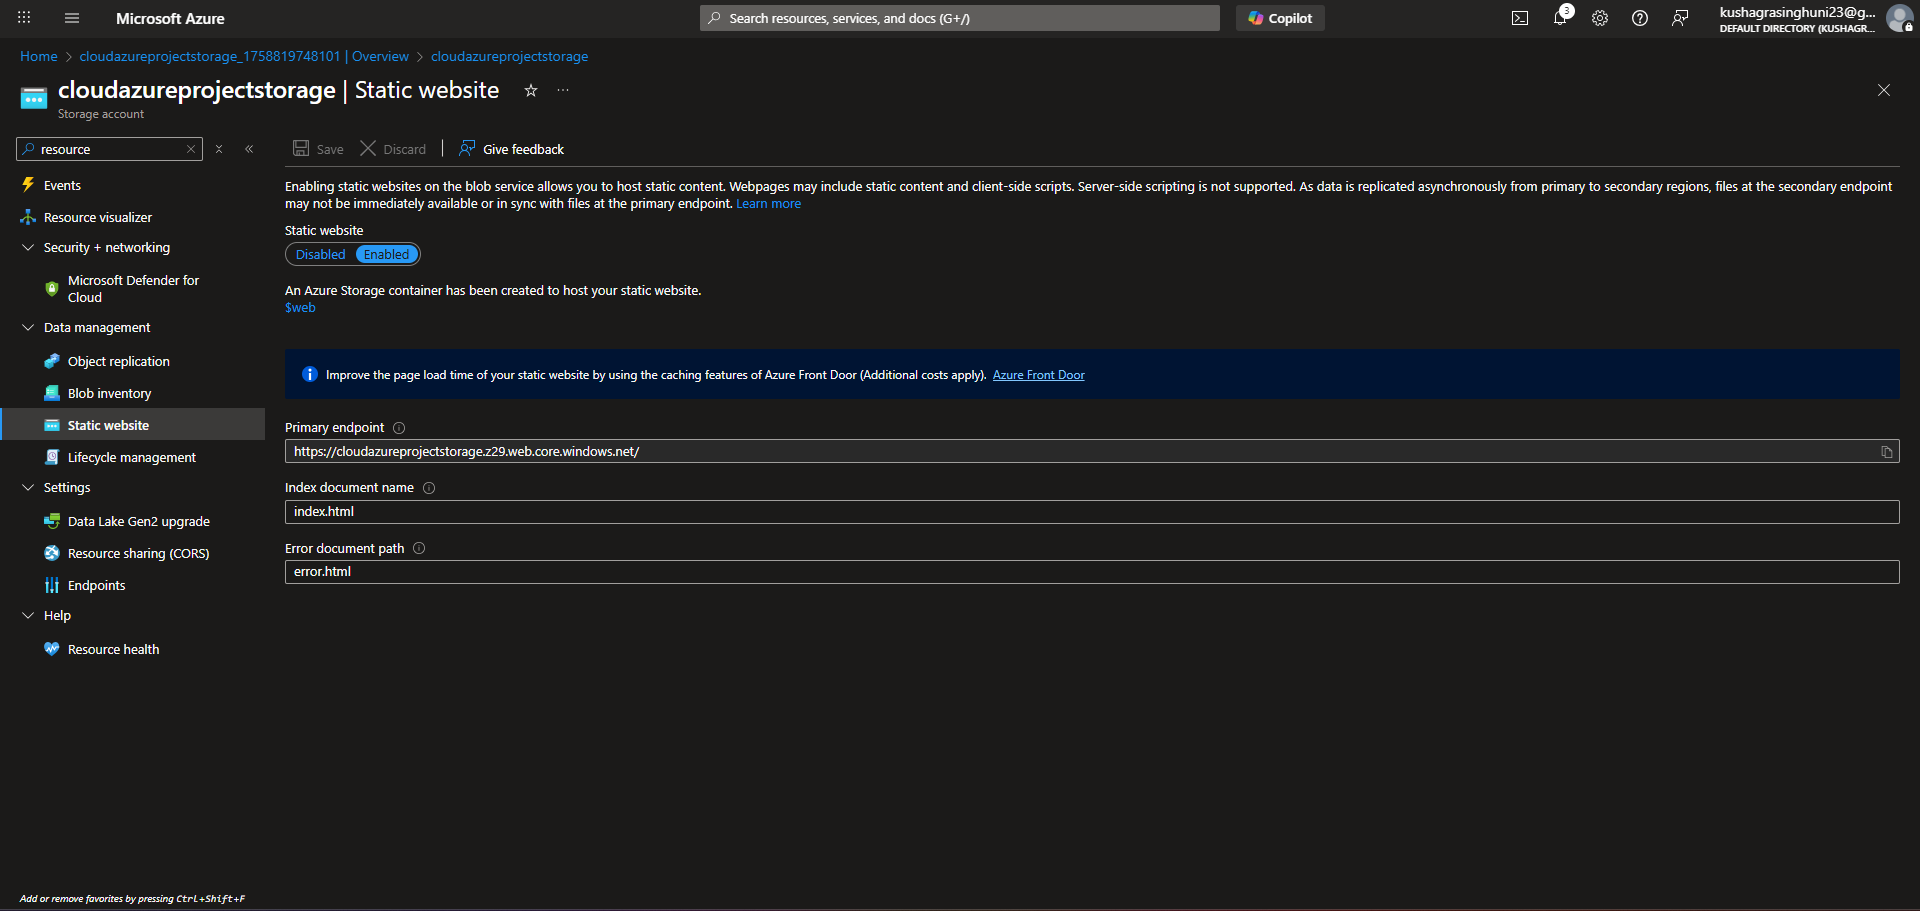 Microsoft Azure
Search resources, services, and docs (G+/)
Copilot
3
kushagrasinghuni23@g...
DEFAULT DIRECTORY (KUSHAGR...
Home > cloudazureprojectstorage_1758819748101 | Overview > cloudazureprojectstorage
cloudazureprojectstorage | Static website
Storage account
resource
Events
Resource visualizer
Security + networking
Microsoft Defender for
Cloud
Data management
Object replication
Blob inventory
Static website
Lifecycle management
Settings
Data Lake Gen2 upgrade
Resource sharing (CORS)
Endpoints
Help
Resource health
Add or remove favorites by pressing Ctrl+Shift+F
Save
Discard
Give feedback
Enabling static websites on the blob service allows you to host static content. Webpages may include static content and client-side scripts. Server-side scripting is not supported. As data is replicated asynchronously from primary to secondary regions, files at the secondary endpoint
may not be immediately available or in sync with files at the primary endpoint. Learn more
Static website
Disabled Enabled
An Azure Storage container has been created to host your static website.
$web
Improve the page load time of your static website by using the caching features of Azure Front Door (Additional costs apply). Azure Front Door
Primary endpoint
https://cloudazureprojectstorage.z29.web.core.windows.net/
Index document name
index.html
Error document path
error.html